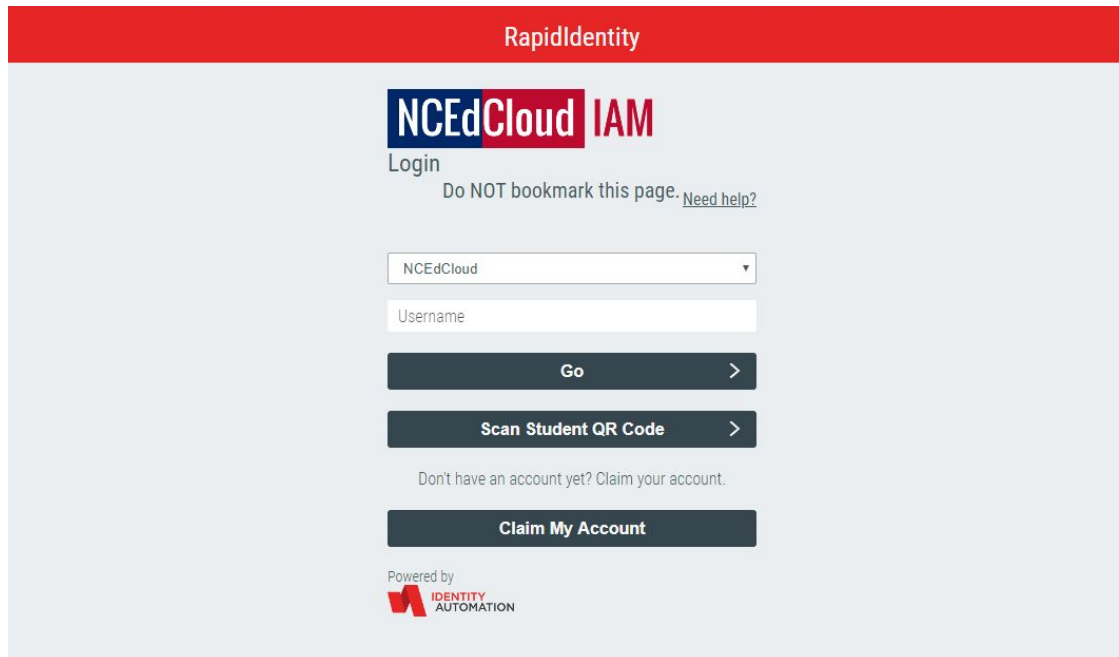 RapidIdentity
NCEdCloud IAM
Login
Do NOT bookmark this page. Need help?
NCEdCloud
Username
Go
Scan Student QR Code
Don't have an account yet? Claim your account.
Claim My Account
Powered by
IDENTITY
AUTOMATION